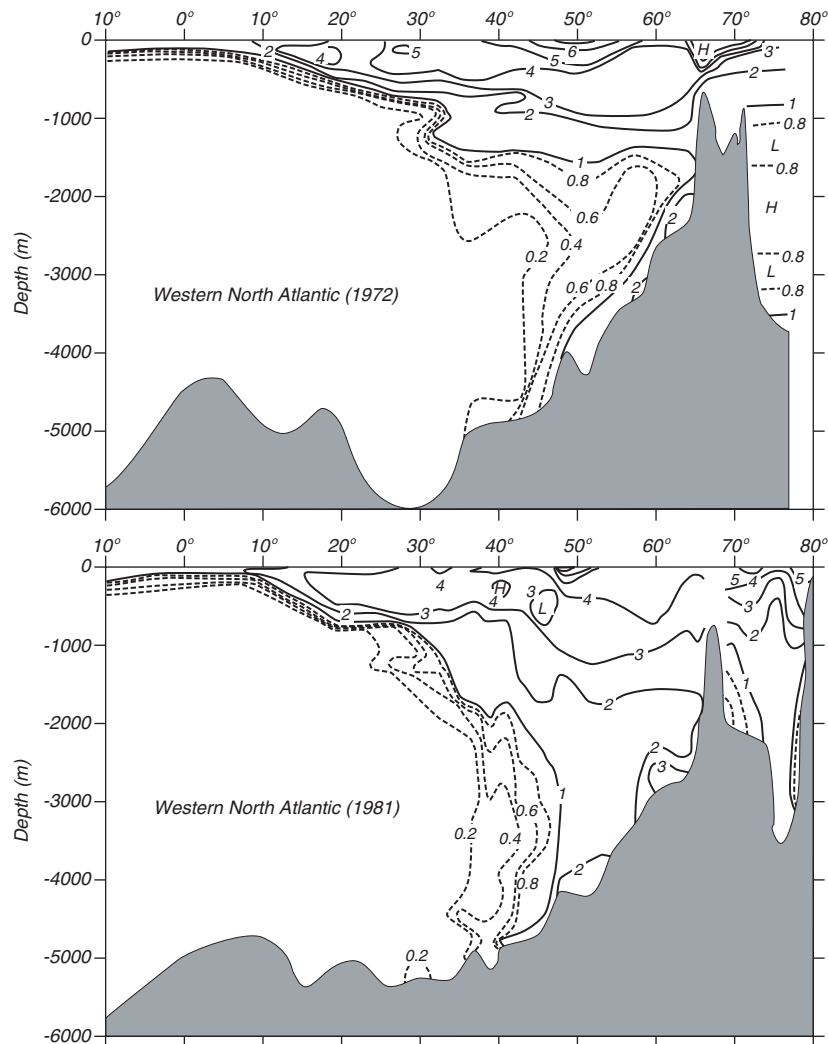 10° 0° 10° 20° 30° 40° 50° 60° 70° 80°
0
-1000
-2000
-3000
-4000
-5000
-6000
Depth (m)
2 4 5 6 5 4 3 2 H 3 2
1
0.8
L
0.8
H
0.8
L
0.8
1
1
0.8
0.6
0.4
0.2
0.6 0.8 2
2
Western North Atlantic (1972)
10° 0° 10° 20° 30° 40° 50° 60° 70° 80°
0
-1000
-2000
-3000
-4000
-5000
-6000
Depth (m)
4 H 4 3 L 4 5 4 5
2 3 3 3 2
2
1
2
3
1
0.6
0.2 0.4
0.8
2
0.2
Western North Atlantic (1981)